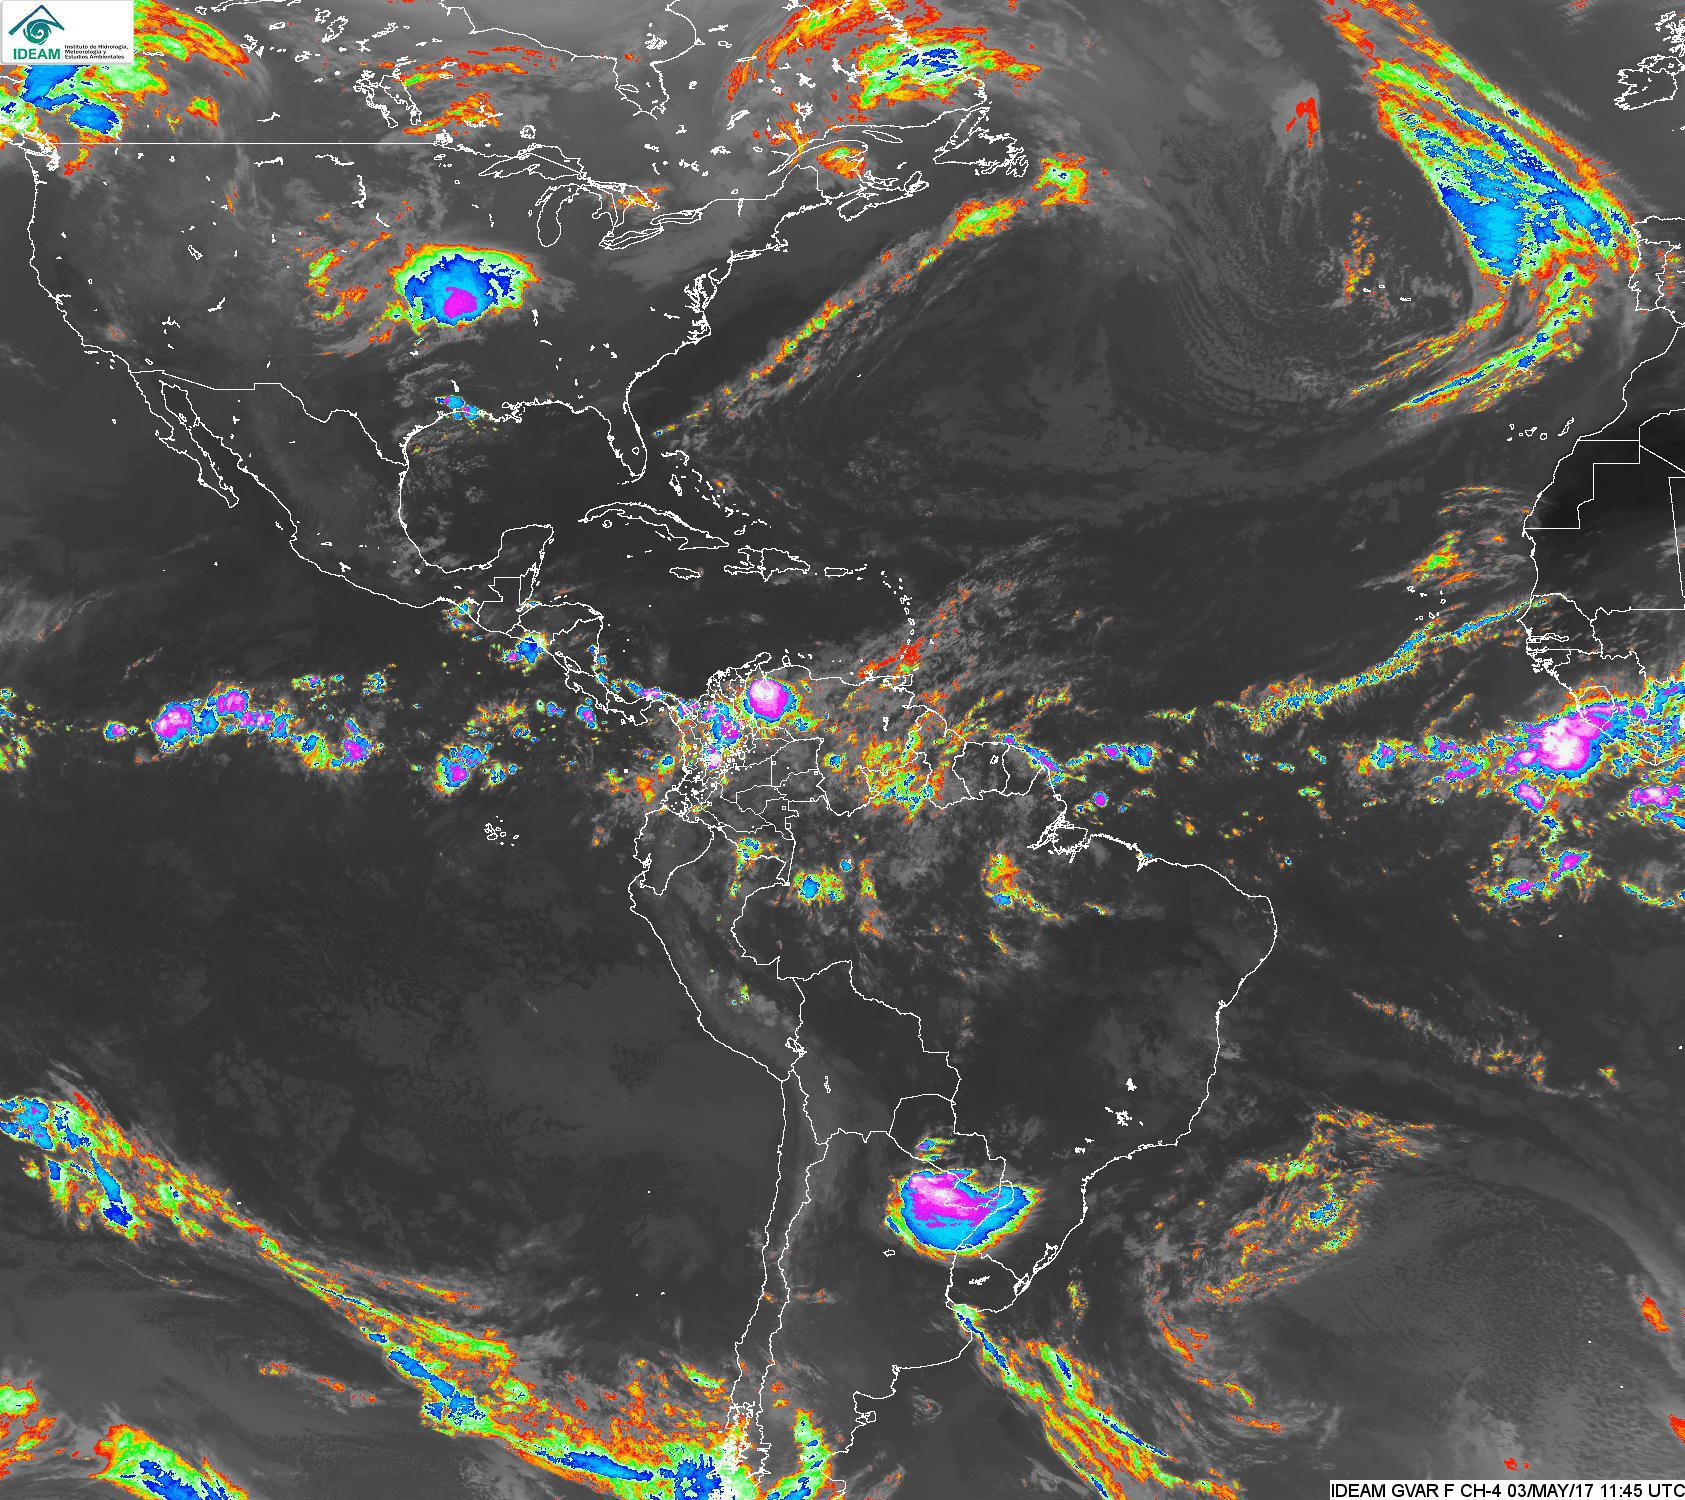 IDEAM
Instituto de Hidrología,
Meteorología y
Estudios Ambientales
IDEAM GVAR F CH-4 03/MAY/17 11:45 UTC